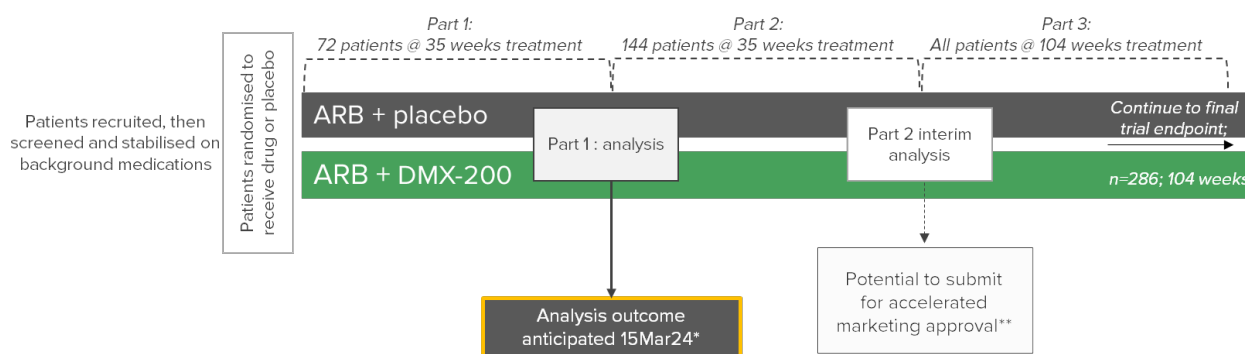 Part 1:
72 patients @ 35 weeks treatment
Part 2:
144 patients @ 35 weeks treatment
Part 3:
All patients @ 104 weeks treatment
Patients recruited, then
screened and stabilised on
background medications
Patients randomised to
receive drug or placebo
ARB + placebo
ARB + DMX-200
Part 1 : analysis
Part 2 interim
analysis
Continue to final
trial endpoint;
n=286; 104 weeks
Analysis outcome
anticipated 15Mar24*
Potential to submit
for accelerated
marketing approval**